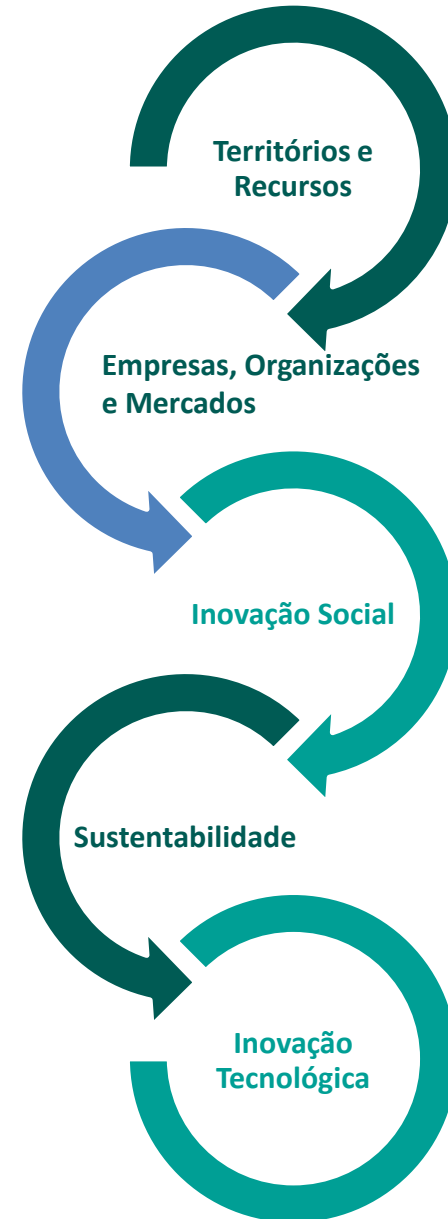 Territórios e
Recursos
Empresas, Organizações
e Mercados
Inovação Social
Sustentabilidade
Inovação
Tecnológica